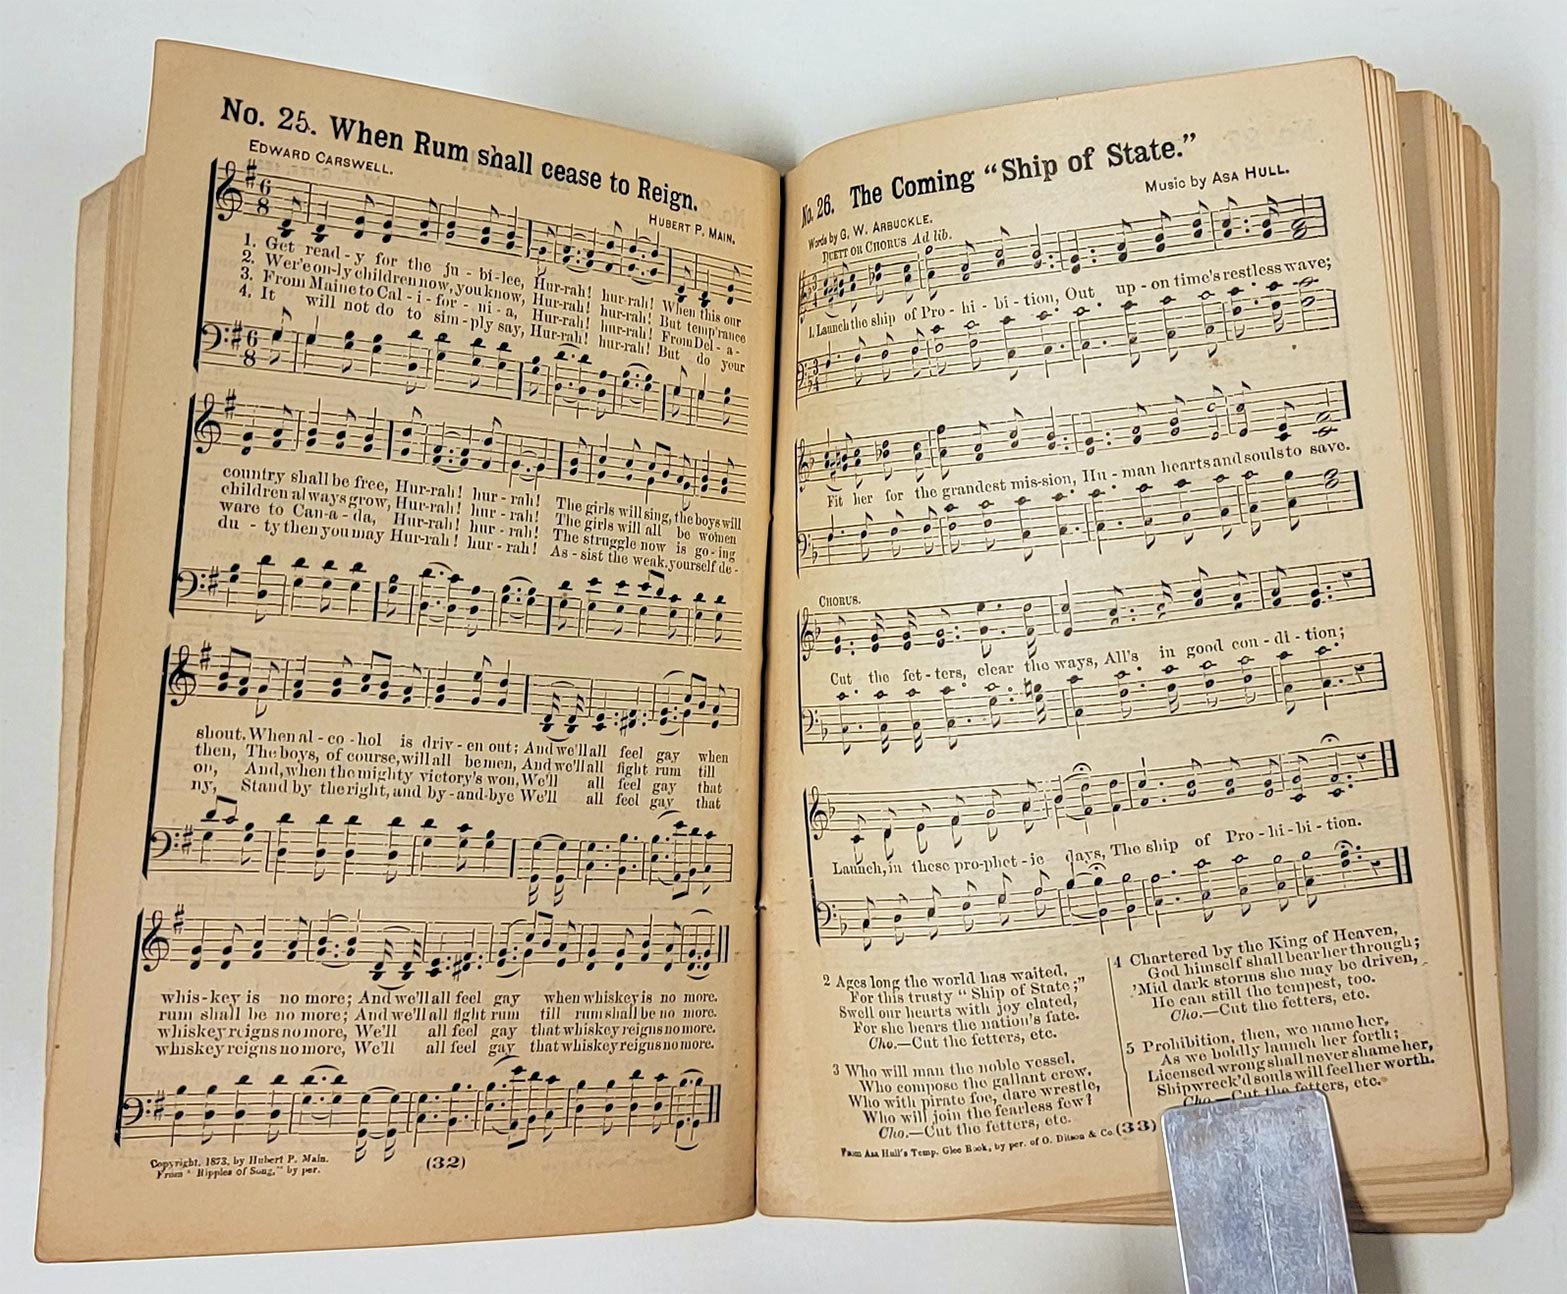 No. 25. When Rum shall cease to Reign.
EDWARD CARSWELL.
HUBERT P. MAIN.
1. Get read-y for the ju-bi-lee, Hur-rah! hur-rah! When this our
2. Wer'e on-ly children now, you know, Hur-rah! hur-rah! But temp'rance
3. From Maine to Cal-i-for-ni-a, Hur-rah! hur-rah! From Del-a-
4. It will not do to sim-ply say, Hur-rah! hur-rah! But do your
country shall be free, Hur-rah! hur-rah! The girls will sing, the boys will
children always grow, Hur-rah! hur-rah! The girls will all be women
ware to Can-a-da, Hur-rah! hur-rah! The struggle now is go-ing
du-ty then you may Hur-rah! hur-rah! As-sist the weak, yourself de-
shout, When al-co-hol is driv-en out; And we'll all feel gay when
then, The boys, of course, will all be men, And we'll all fight rum till
on, And, when the mighty victory's won, We'll all feel gay that
ny, Stand by the right, and by-and-bye We'll all feel gay that
whis-key is no more; And we'll all feel gay when whiskey is no more.
rum shall be no more; And we'll all fight rum till rum shall be no more.
whiskey reigns no more, We'll all feel gay that whiskey reigns no more.
whiskey reigns no more, We'll all feel gay that whiskey reigns no more.
Copyright, 1873, by Hubert P. Main.
From "Ripples of Song," by per.
(32)
No. 26. The Coming "Ship of State."
Words by G. W. ARBUCKLE.
Music by ASA HULL.
DUETT OR CHORUS Ad lib.
1. Launch the ship of Pro-hi-bi-tion, Out up-on time's restless wave;
Fit her for the grandest mis-sion, Hu-man hearts and souls to save.
CHORUS.
Cut the fet-ters, clear the ways, All's in good con-di-tion;
Launch, in these pro-phet-ic days, The ship of Pro-hi-bi-tion.
2 Ages long the world has waited,
For this trusty "Ship of State;"
Swell our hearts with joy elated,
For she bears the nation's fate.
Cho.—Cut the fetters, etc.
3 Who will man the noble vessel,
Who compose the gallant crew,
Who with pirate foe, dare wrestle,
Who will join the fearless few?
Cho.—Cut the fetters, etc.
4 Chartered by the King of Heaven,
God himself shall bear her through;
'Mid dark storms she may be driven,
He can still the tempest, too.
Cho.—Cut the fetters, etc.
5 Prohibition, then, we name her,
As we boldly launch her forth;
Licensed wrong shall never shame her,
Shipwreck'd souls will feel her worth.
Cho.—Cut the fetters, etc.
From Asa Hull's Temp. Glee Book, by per. of O. Ditson & Co. (33)